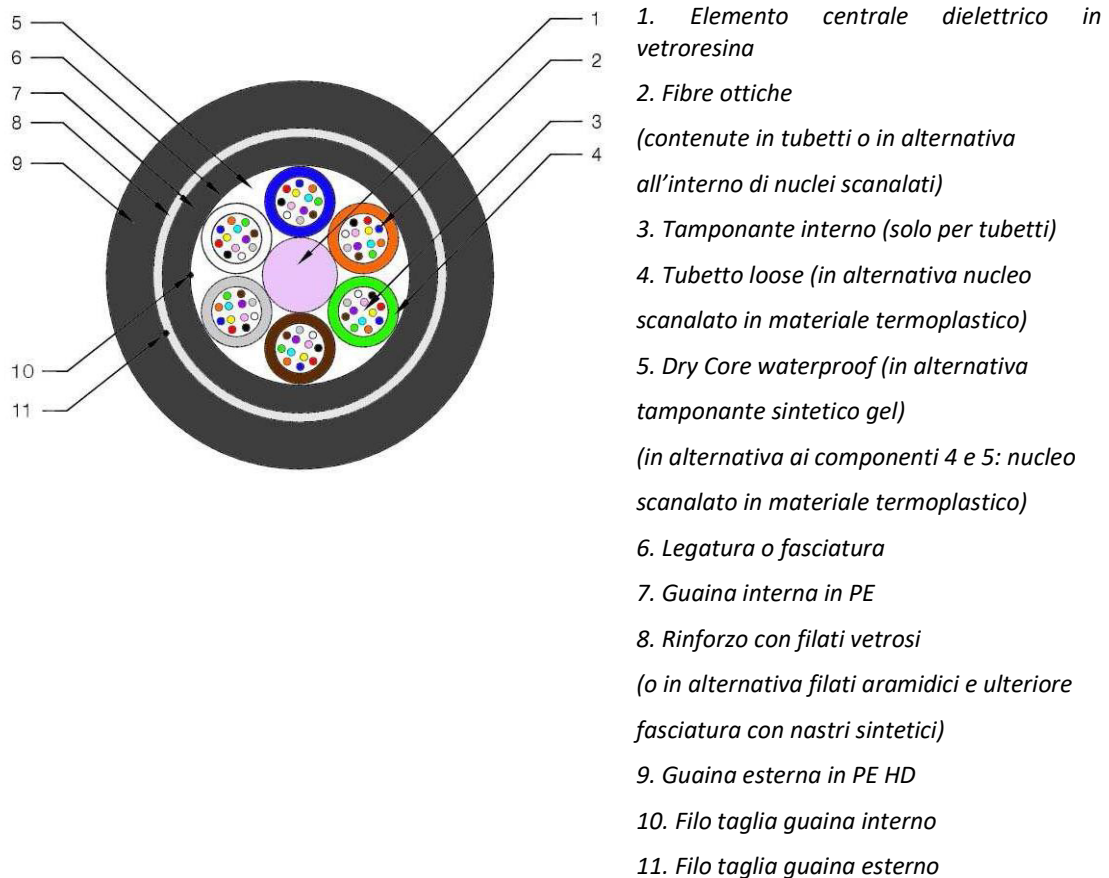 5
6
7
8
9
10
11
1
2
3
4
1. Elemento centrale dielettrico in
vetroresina
2. Fibre ottiche
(contenute in tubetti o in alternativa
all’interno di nuclei scanalati)
3. Tamponante interno (solo per tubetti)
4. Tubetto loose (in alternativa nucleo
scanalato in materiale termoplastico)
5. Dry Core waterproof (in alternativa
tamponante sintetico gel)
(in alternativa ai componenti 4 e 5: nucleo
scanalato in materiale termoplastico)
6. Legatura o fasciatura
7. Guaina interna in PE
8. Rinforzo con filati vetrosi
(o in alternativa filati aramidici e ulteriore
fasciatura con nastri sintetici)
9. Guaina esterna in PE HD
10. Filo taglia guaina interno
11. Filo taglia guaina esterno